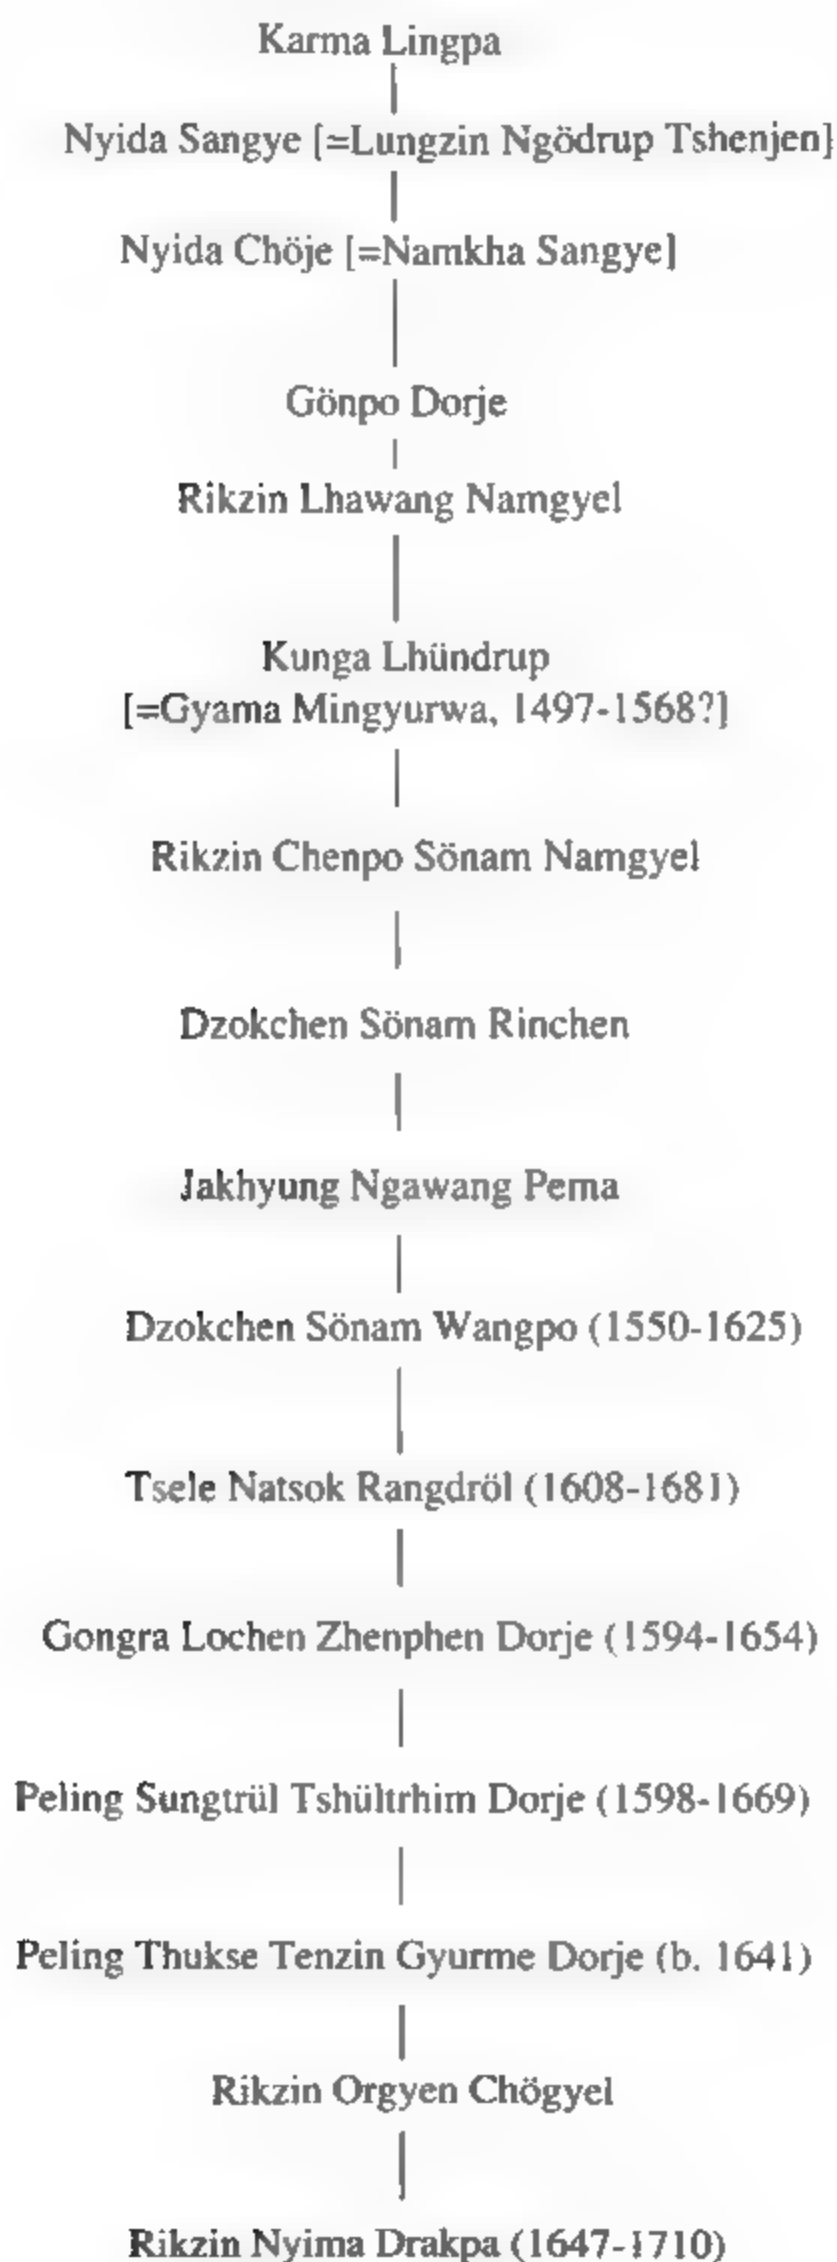 Karma Lingpa
Nyida Sangye [=Lungzin Ngödrup Tshenjen]
Nyida Chöje [=Namkha Sangye]
Gönpo Dorje
Rikzin Lhawang Namgyel
Kunga Lhündrup
[=Gyama Mingyurwa, 1497-1568?]
Rikzin Chenpo Sönam Namgyel
Dzokchen Sönam Rinchen
Jakhyung Ngawang Pema
Dzokchen Sönam Wangpo (1550-1625)
Tsele Natsok Rangdröl (1608-1681)
Gongra Lochen Zhenphen Dorje (1594-1654)
Peling Sungtrül Tshültrhim Dorje (1598-1669)
Peling Thukse Tenzin Gyurme Dorje (b. 1641)
Rikzin Orgyen Chögyel
Rikzin Nyima Drakpa (1647-1710)